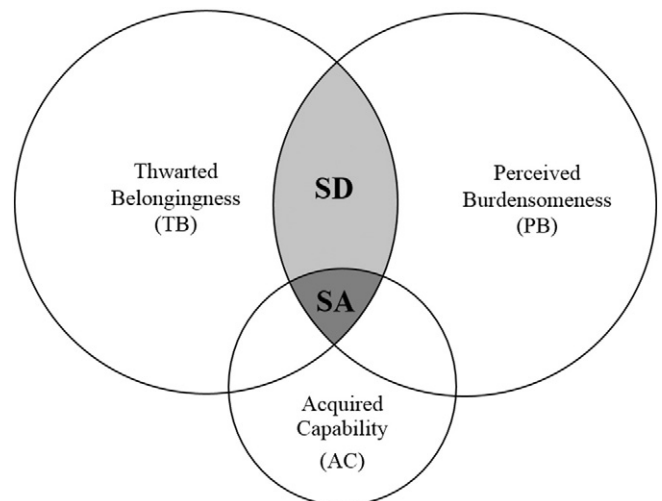 Thwarted
Belongingness
(TB)
SD
Perceived
Burdensomeness
(PB)
SA
Acquired
Capability
(AC)